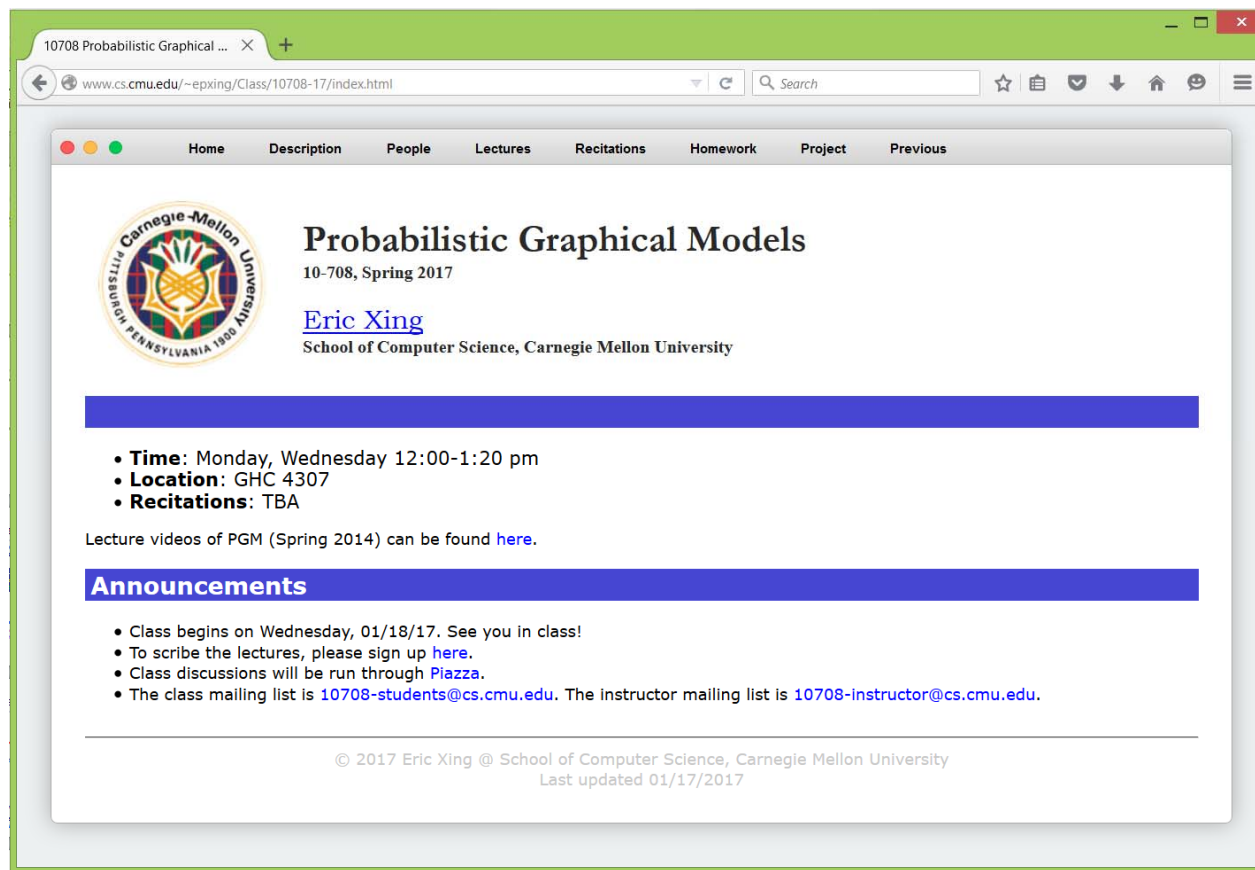 10708 Probabilistic Graphical ...
www.cs.cmu.edu/~epxing/Class/10708-17/index.html
Search
Home Description People Lectures Recitations Homework Project Previous
Carnegie-Mellon University
PITTSBURGH PENNSYLVANIA 1900
Probabilistic Graphical Models
10-708, Spring 2017
Eric Xing
School of Computer Science, Carnegie Mellon University
• Time: Monday, Wednesday 12:00-1:20 pm
• Location: GHC 4307
• Recitations: TBA
Lecture videos of PGM (Spring 2014) can be found here.
Announcements
• Class begins on Wednesday, 01/18/17. See you in class!
• To scribe the lectures, please sign up here.
• Class discussions will be run through Piazza.
• The class mailing list is 10708-students@cs.cmu.edu. The instructor mailing list is 10708-instructor@cs.cmu.edu.
© 2017 Eric Xing @ School of Computer Science, Carnegie Mellon University
Last updated 01/17/2017